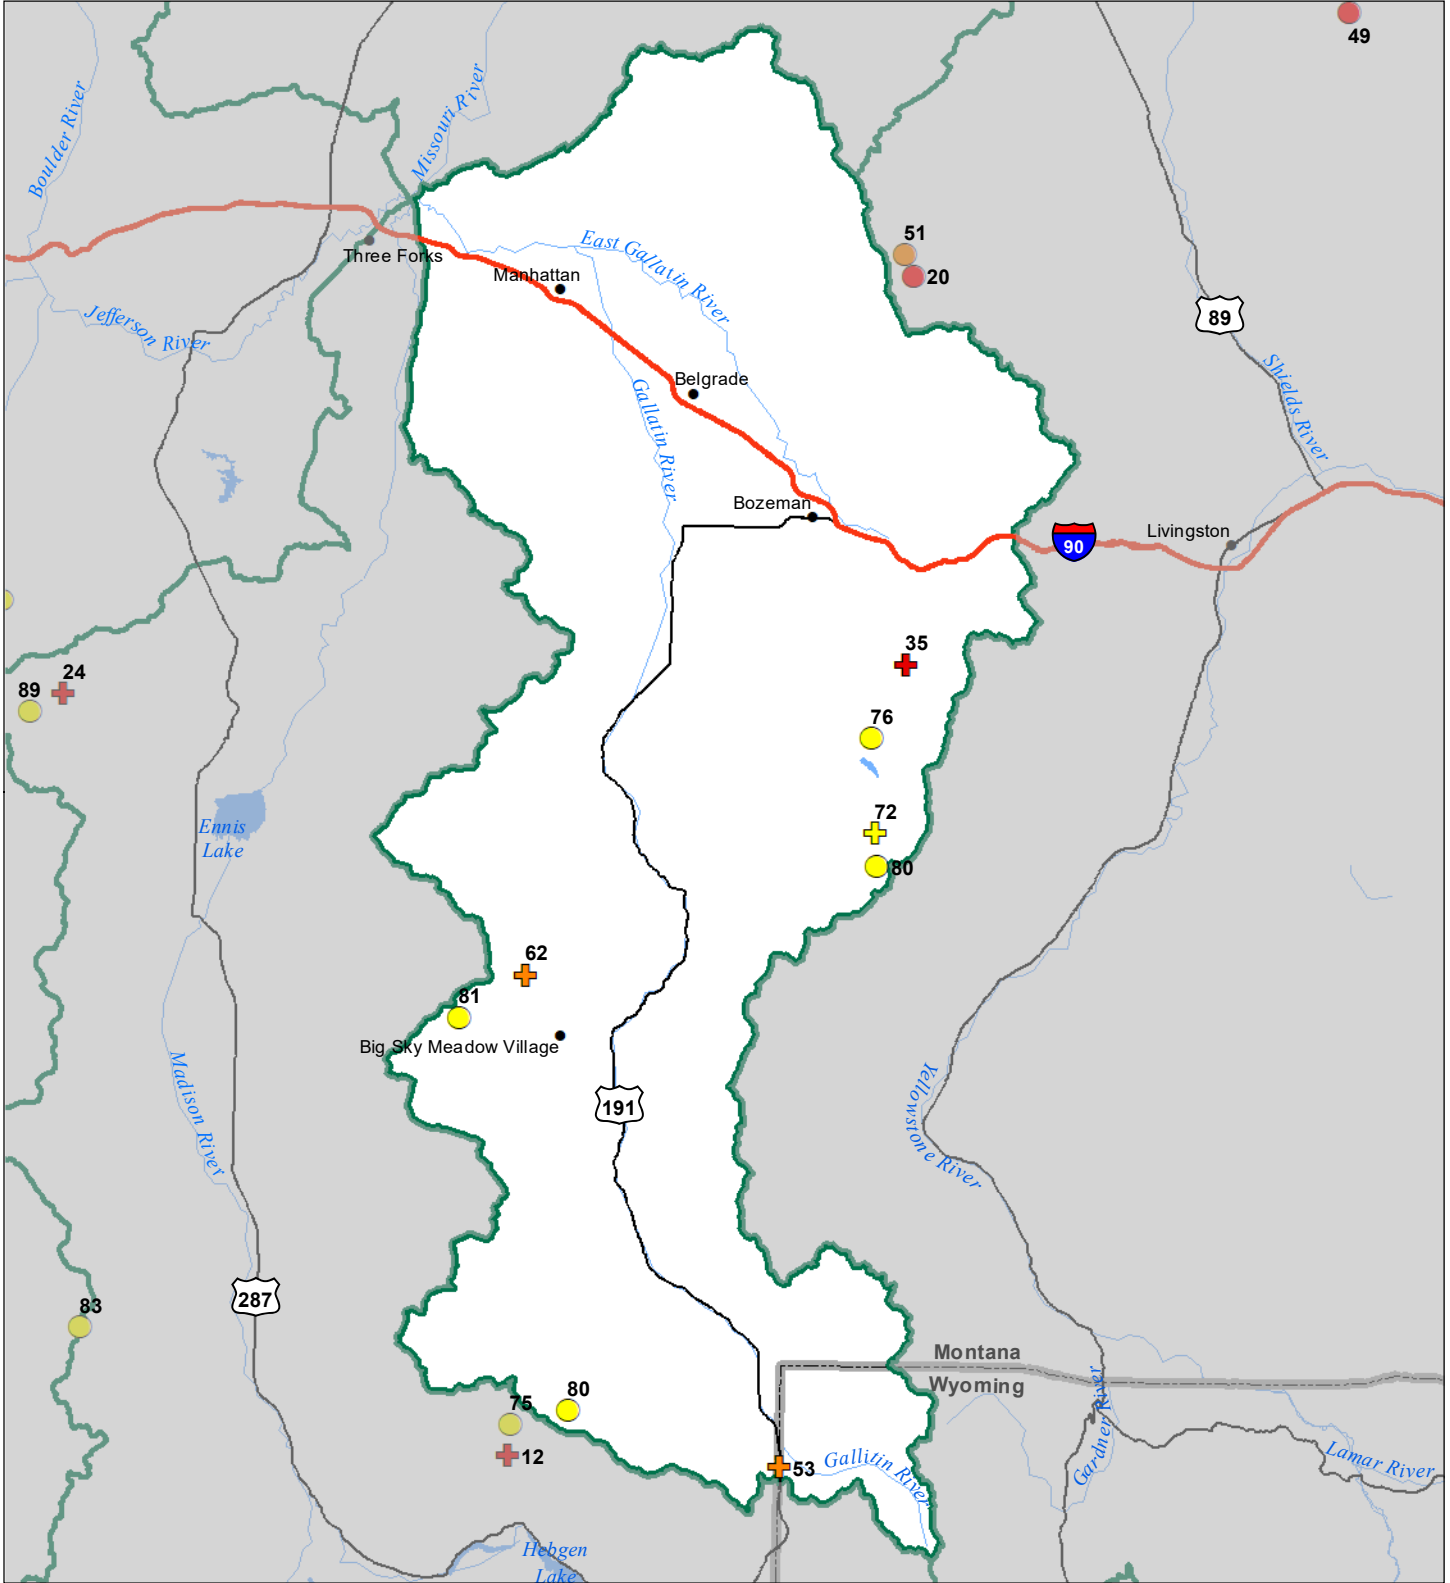 49
Boulder River
Missouri River
51
20
Three Forks
East Gallavin River
Manhattan
89
Jefferson River
Shields River
Belgrade
Gallatin River
Bozeman
Livingston
90
35
24
89
76
72
80
Ennis
Lake
62
81
Big Sky Meadow Village
Madison River
191
Yellowstone River
287
83
Montana
Wyoming
80
75
12
53
Gallitin River
Gardner River
Lamar River
Hebgen
Lake